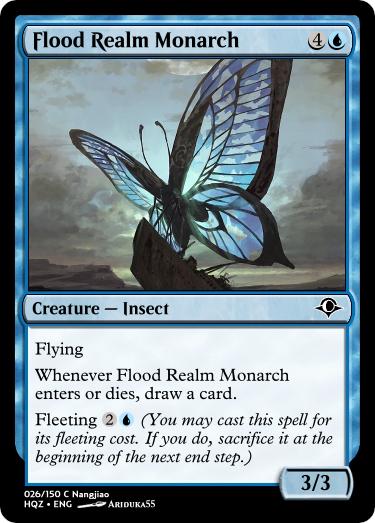 Flood Realm Monarch 4
Creature — Insect
Flying
Whenever Flood Realm Monarch
enters or dies, draw a card.
Fleeting 2 (You may cast this spell for
its fleeting cost. If you do, sacrifice it at the
beginning of the next end step.)
3/3
026/150 C Nangjiao
HQZ • ENG Ariduka55